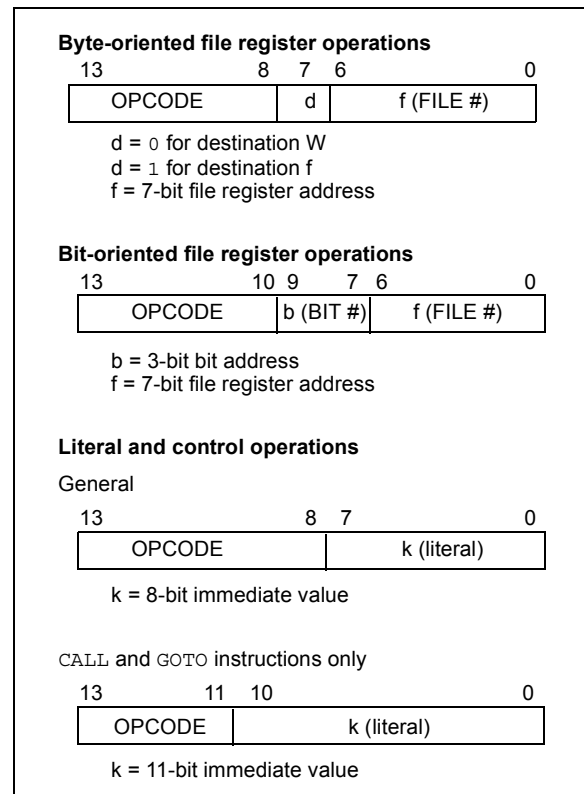 Byte-oriented file register operations
13 8 7 6 0
OPCODE d f (FILE #)
d = 0 for destination W
d = 1 for destination f
f = 7-bit file register address
Bit-oriented file register operations
13 10 9 7 6 0
OPCODE b (BIT #) f (FILE #)
b = 3-bit bit address
f = 7-bit file register address
Literal and control operations
General
13 8 7 0
OPCODE k (literal)
k = 8-bit immediate value
CALL and GOTO instructions only
13 11 10 0
OPCODE k (literal)
k = 11-bit immediate value